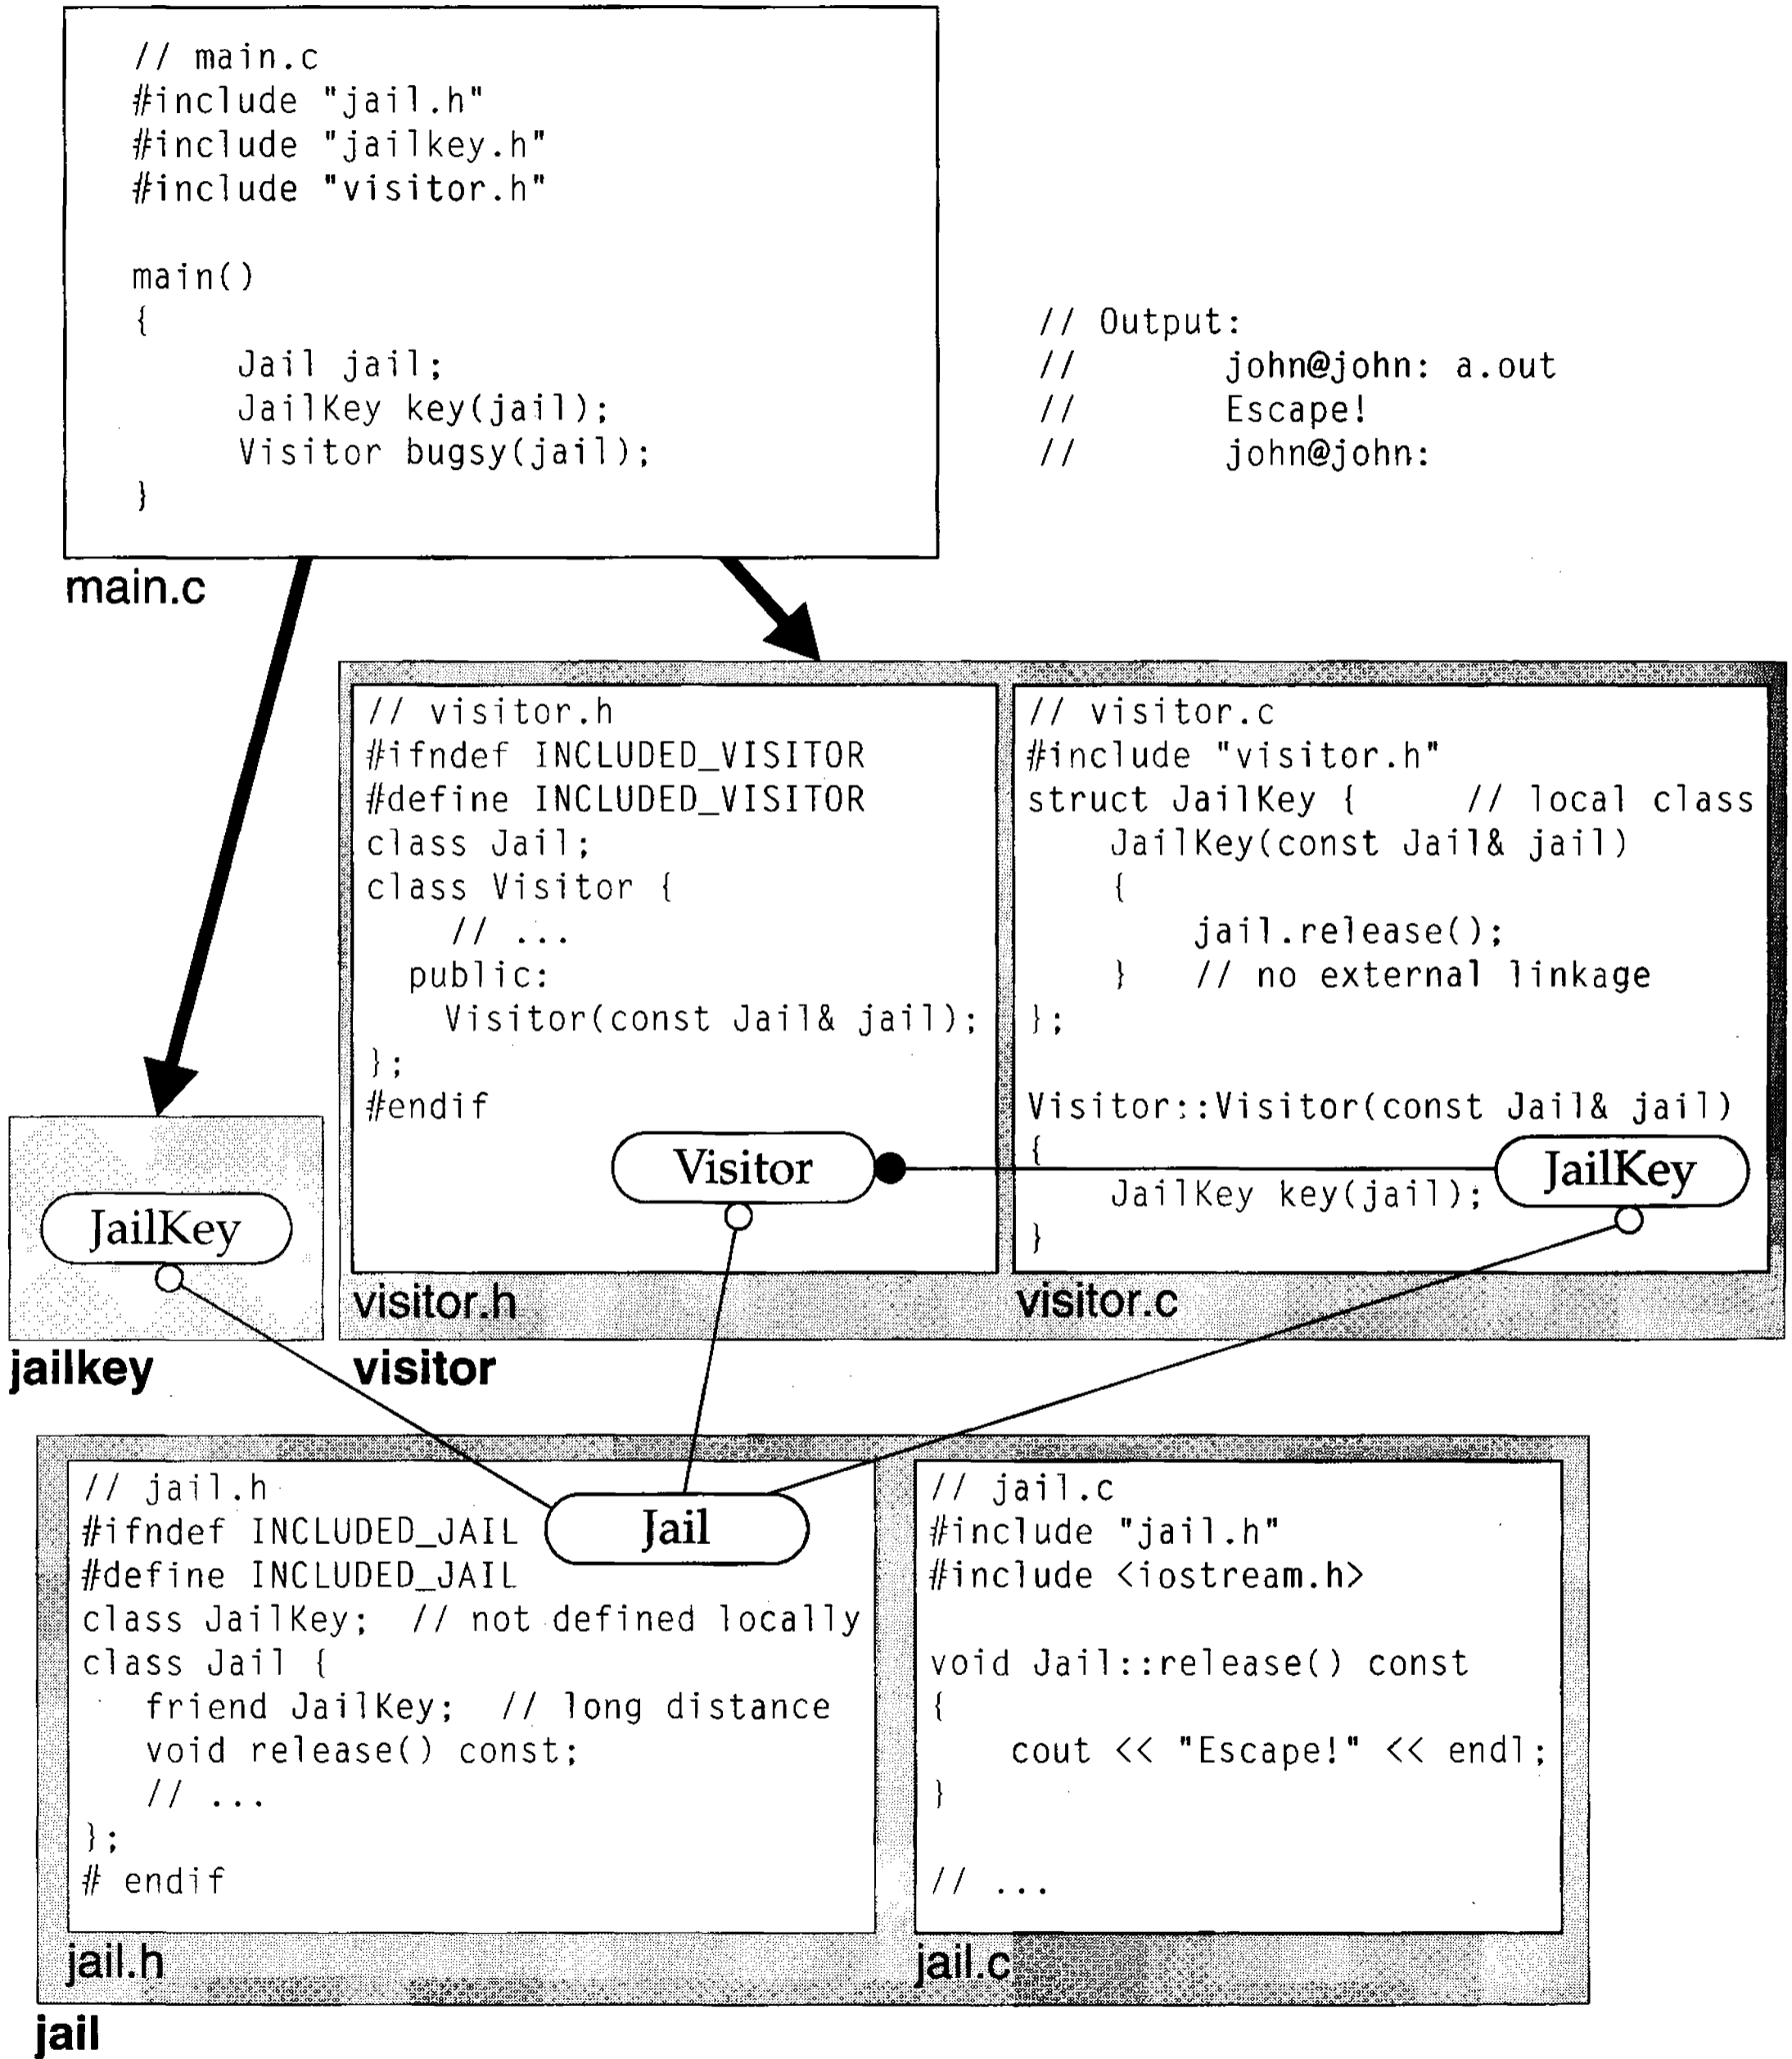 // main.c
#include "jail.h"
#include "jailkey.h"
#include "visitor.h"
main()
{
Jail jail;
JailKey key(jail);
Visitor bugsy(jail);
}
main.c
// Output:
// john@john: a.out
// Escape!
// john@john:
// visitor.h
#ifndef INCLUDED_VISITOR
#define INCLUDED_VISITOR
class Jail;
class Visitor {
// ...
public:
Visitor(const Jail& jail);
};
#endif
Visitor
visitor.h
// visitor.c
#include "visitor.h"
struct JailKey { // local class
JailKey(const Jail& jail)
{
jail.release();
} // no external linkage
};
Visitor::Visitor(const Jail& jail)
{
JailKey key(jail);
}
JailKey
visitor.c
visitor
JailKey
jailkey
// jail.h
#ifndef INCLUDED_JAIL
#define INCLUDED_JAIL
class JailKey; // not defined locally
class Jail {
friend JailKey; // long distance
void release() const;
// ...
};
# endif
Jail
jail.h
// jail.c
#include "jail.h"
#include <iostream.h>
void Jail::release() const
{
cout << "Escape!" << endl;
}
// ...
jail.c
jail